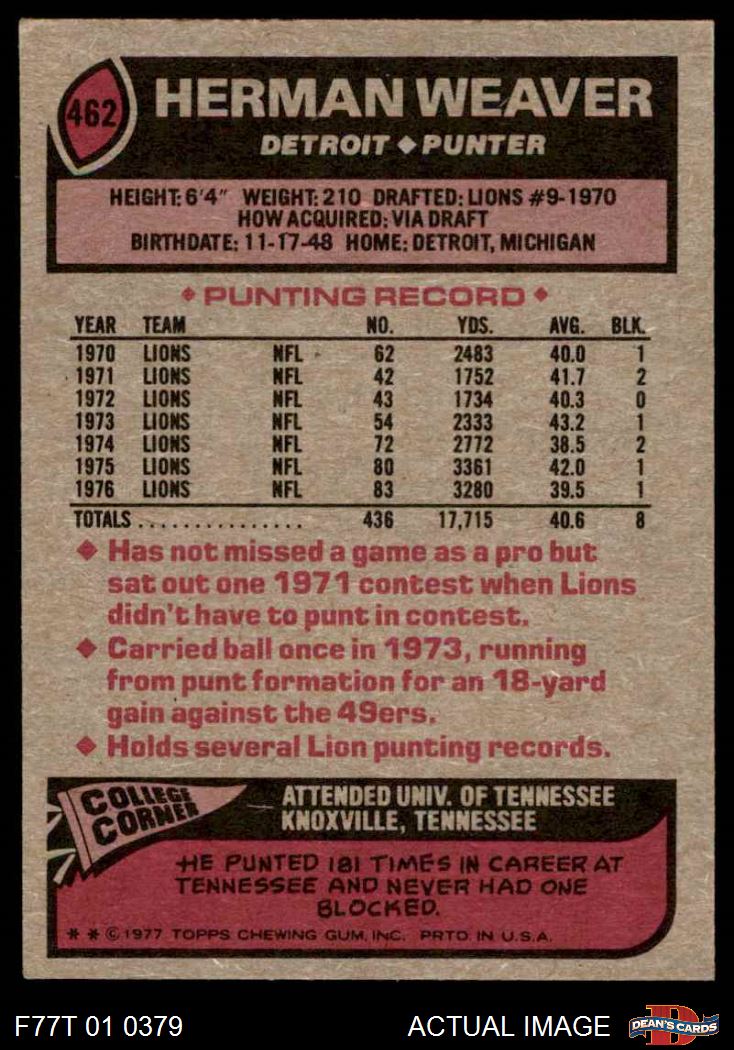 462
HERMAN WEAVER
DETROIT ◆ PUNTER
HEIGHT: 6'4" WEIGHT: 210 DRAFTED: LIONS #9-1970
HOW ACQUIRED: VIA DRAFT
BIRTHDATE: 11-17-48 HOME: DETROIT, MICHIGAN
◆ PUNTING RECORD ◆
YEAR TEAM NO. YDS. AVG. BLK.
1970 LIONS NFL 62 2483 40.0 1
1971 LIONS NFL 42 1752 41.7 2
1972 LIONS NFL 43 1734 40.3 0
1973 LIONS NFL 54 2333 43.2 1
1974 LIONS NFL 72 2772 38.5 2
1975 LIONS NFL 80 3361 42.0 1
1976 LIONS NFL 83 3280 39.5 1
TOTALS ............... 436 17,715 40.6 8
◆ Has not missed a game as a pro but
sat out one 1971 contest when Lions
didn't have to punt in contest.
◆ Carried ball once in 1973, running
from punt formation for an 18-yard
gain against the 49ers.
◆ Holds several Lion punting records.
COLLEGE
CORNER
ATTENDED UNIV. OF TENNESSEE
KNOXVILLE, TENNESSEE
HE PUNTED 181 TIMES IN CAREER AT
TENNESSEE AND NEVER HAD ONE
BLOCKED.
* * © 1977 TOPPS CHEWING GUM, INC. PRTD. IN U.S.A.
F77T 01 0379 ACTUAL IMAGE
D
DEAN'S CARDS